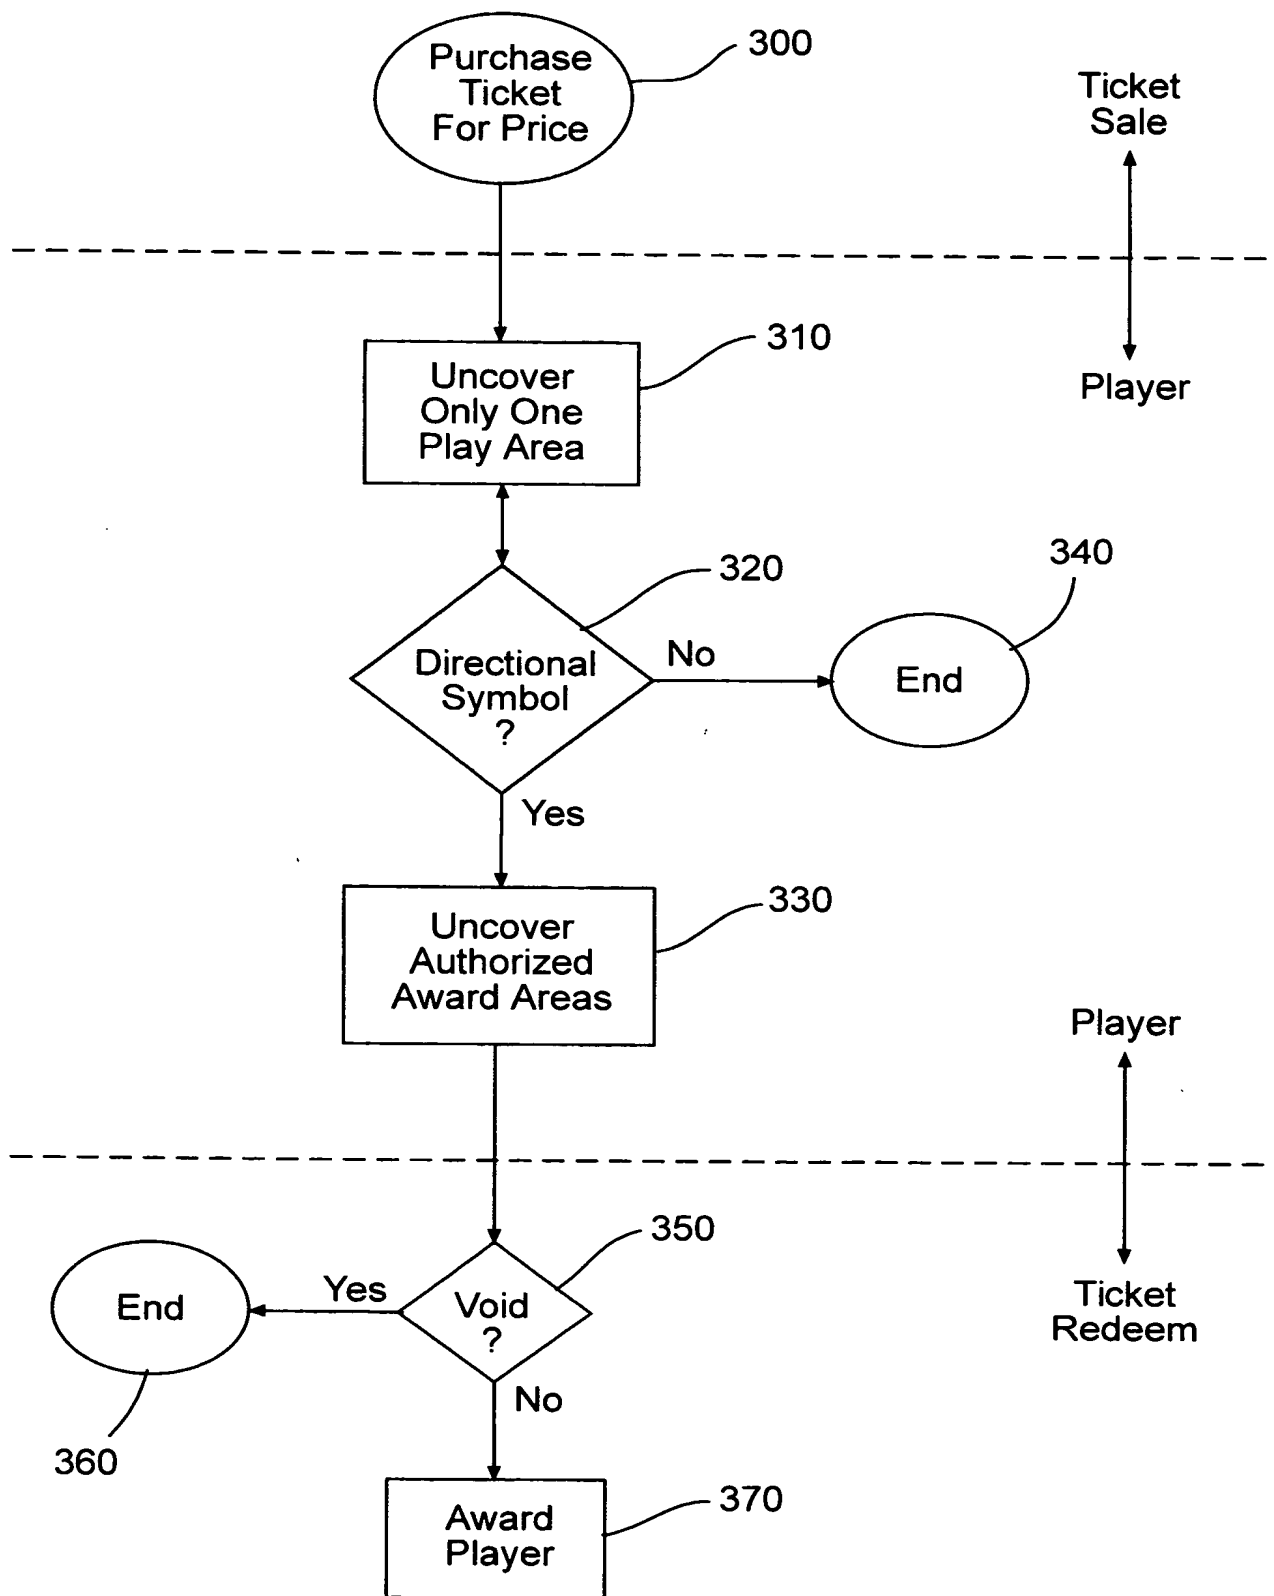 Purchase
Ticket
For Price
300
Ticket
Sale
Player
Uncover
Only One
Play Area
310
Directional
Symbol
?
320
No
End
340
Yes
Uncover
Authorized
Award Areas
330
Player
Ticket
Redeem
Void
?
350
Yes
End
360
No
Award
Player
370